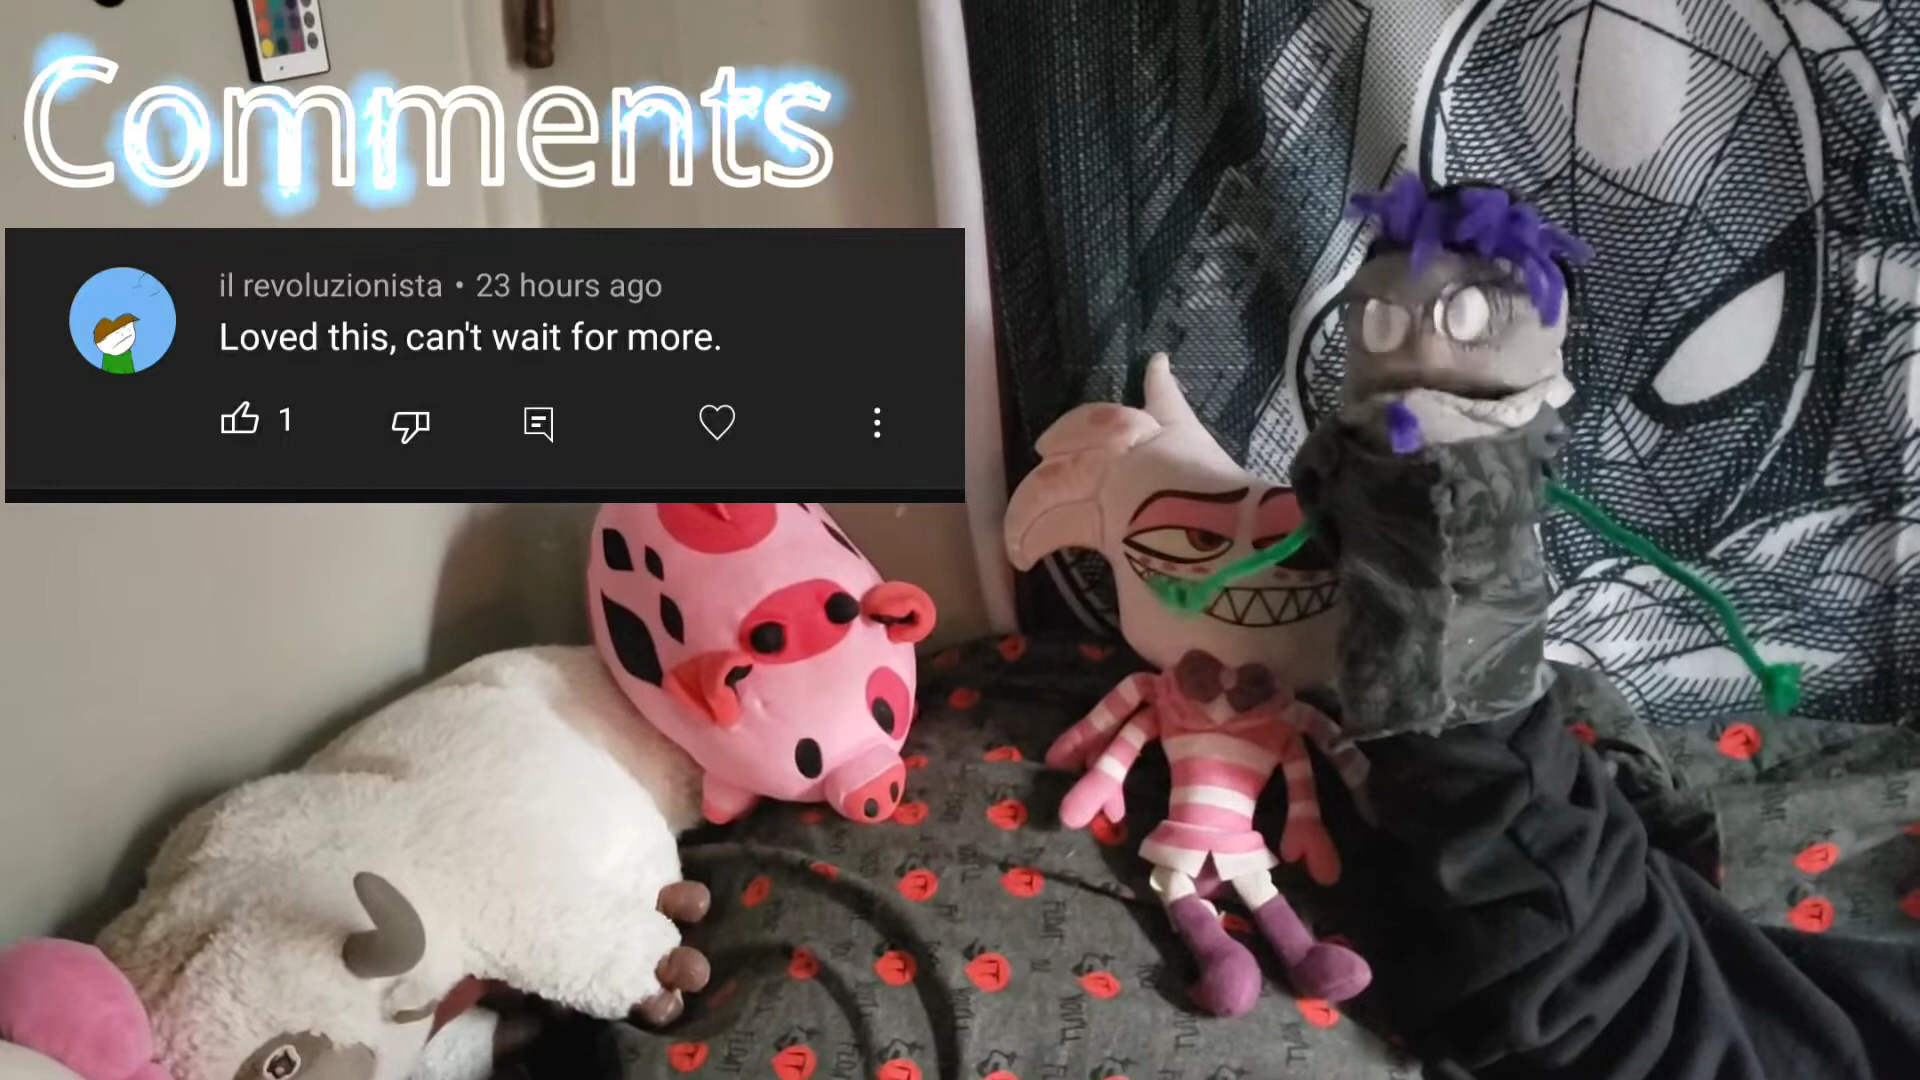 Comments
il revoluzionista • 23 hours ago
Loved this, can't wait for more.
1